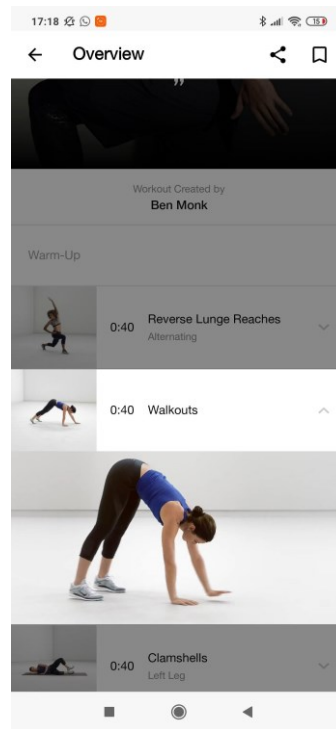 17:18 15
Overview
”
Workout Created by
Ben Monk
Warm-Up
0:40 Reverse Lunge Reaches
Alternating
0:40 Walkouts
0:40 Clamshells
Left Leg